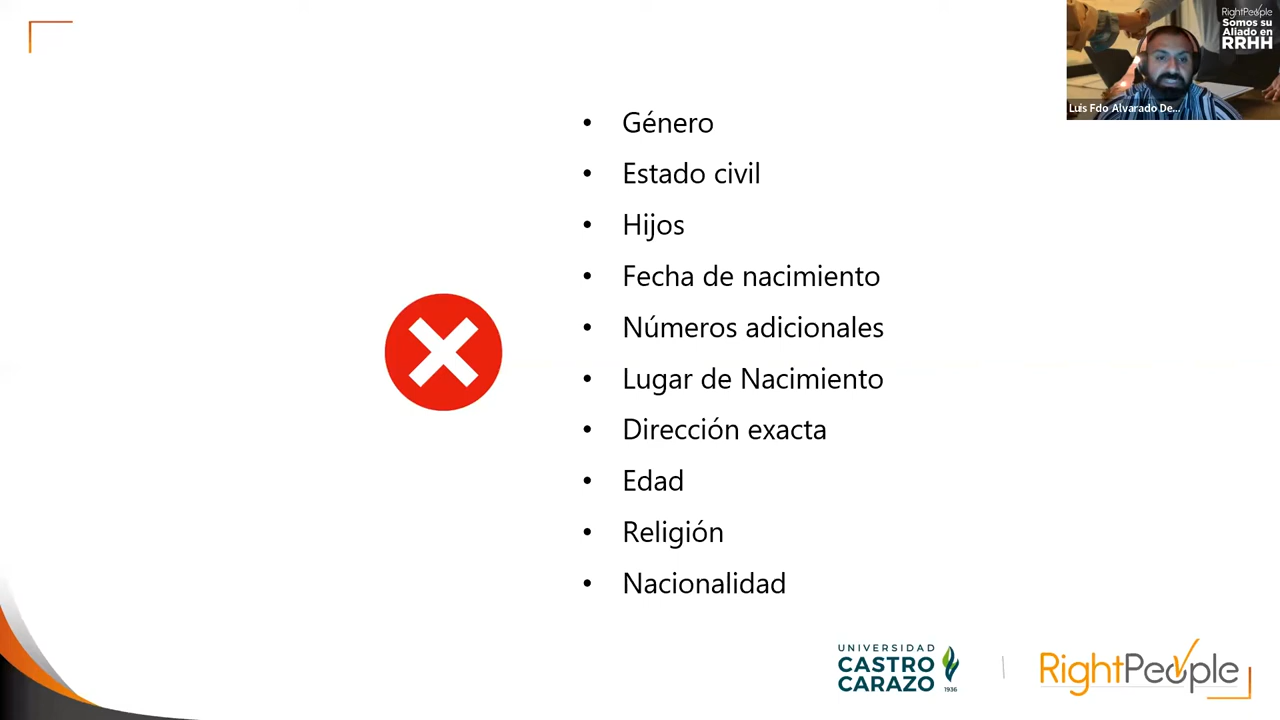 RightPeople
Somos su
Aliado en
RRHH
Luis Fdo Alvarado De...
• Género
• Estado civil
• Hijos
• Fecha de nacimiento
• Números adicionales
• Lugar de Nacimiento
• Dirección exacta
• Edad
• Religión
• Nacionalidad
UNIVERSIDAD
CASTRO
CARAZO
1936
RightPeople